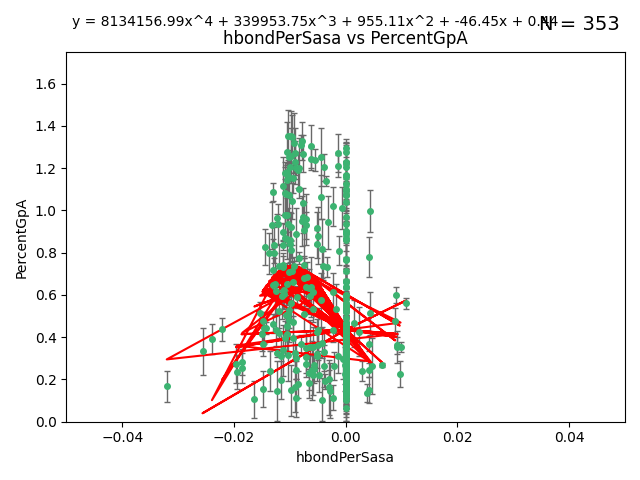 y = 8134156.99x^4 + 339953.75x^3 + 955.11x^2 + -46.45x + 0.44
N = 353
hbondPerSasa vs PercentGpA
PercentGpA
1.6
1.4
1.2
1.0
0.8
0.6
0.4
0.2
0.0
−0.04 −0.02 0.00 0.02 0.04
hbondPerSasa